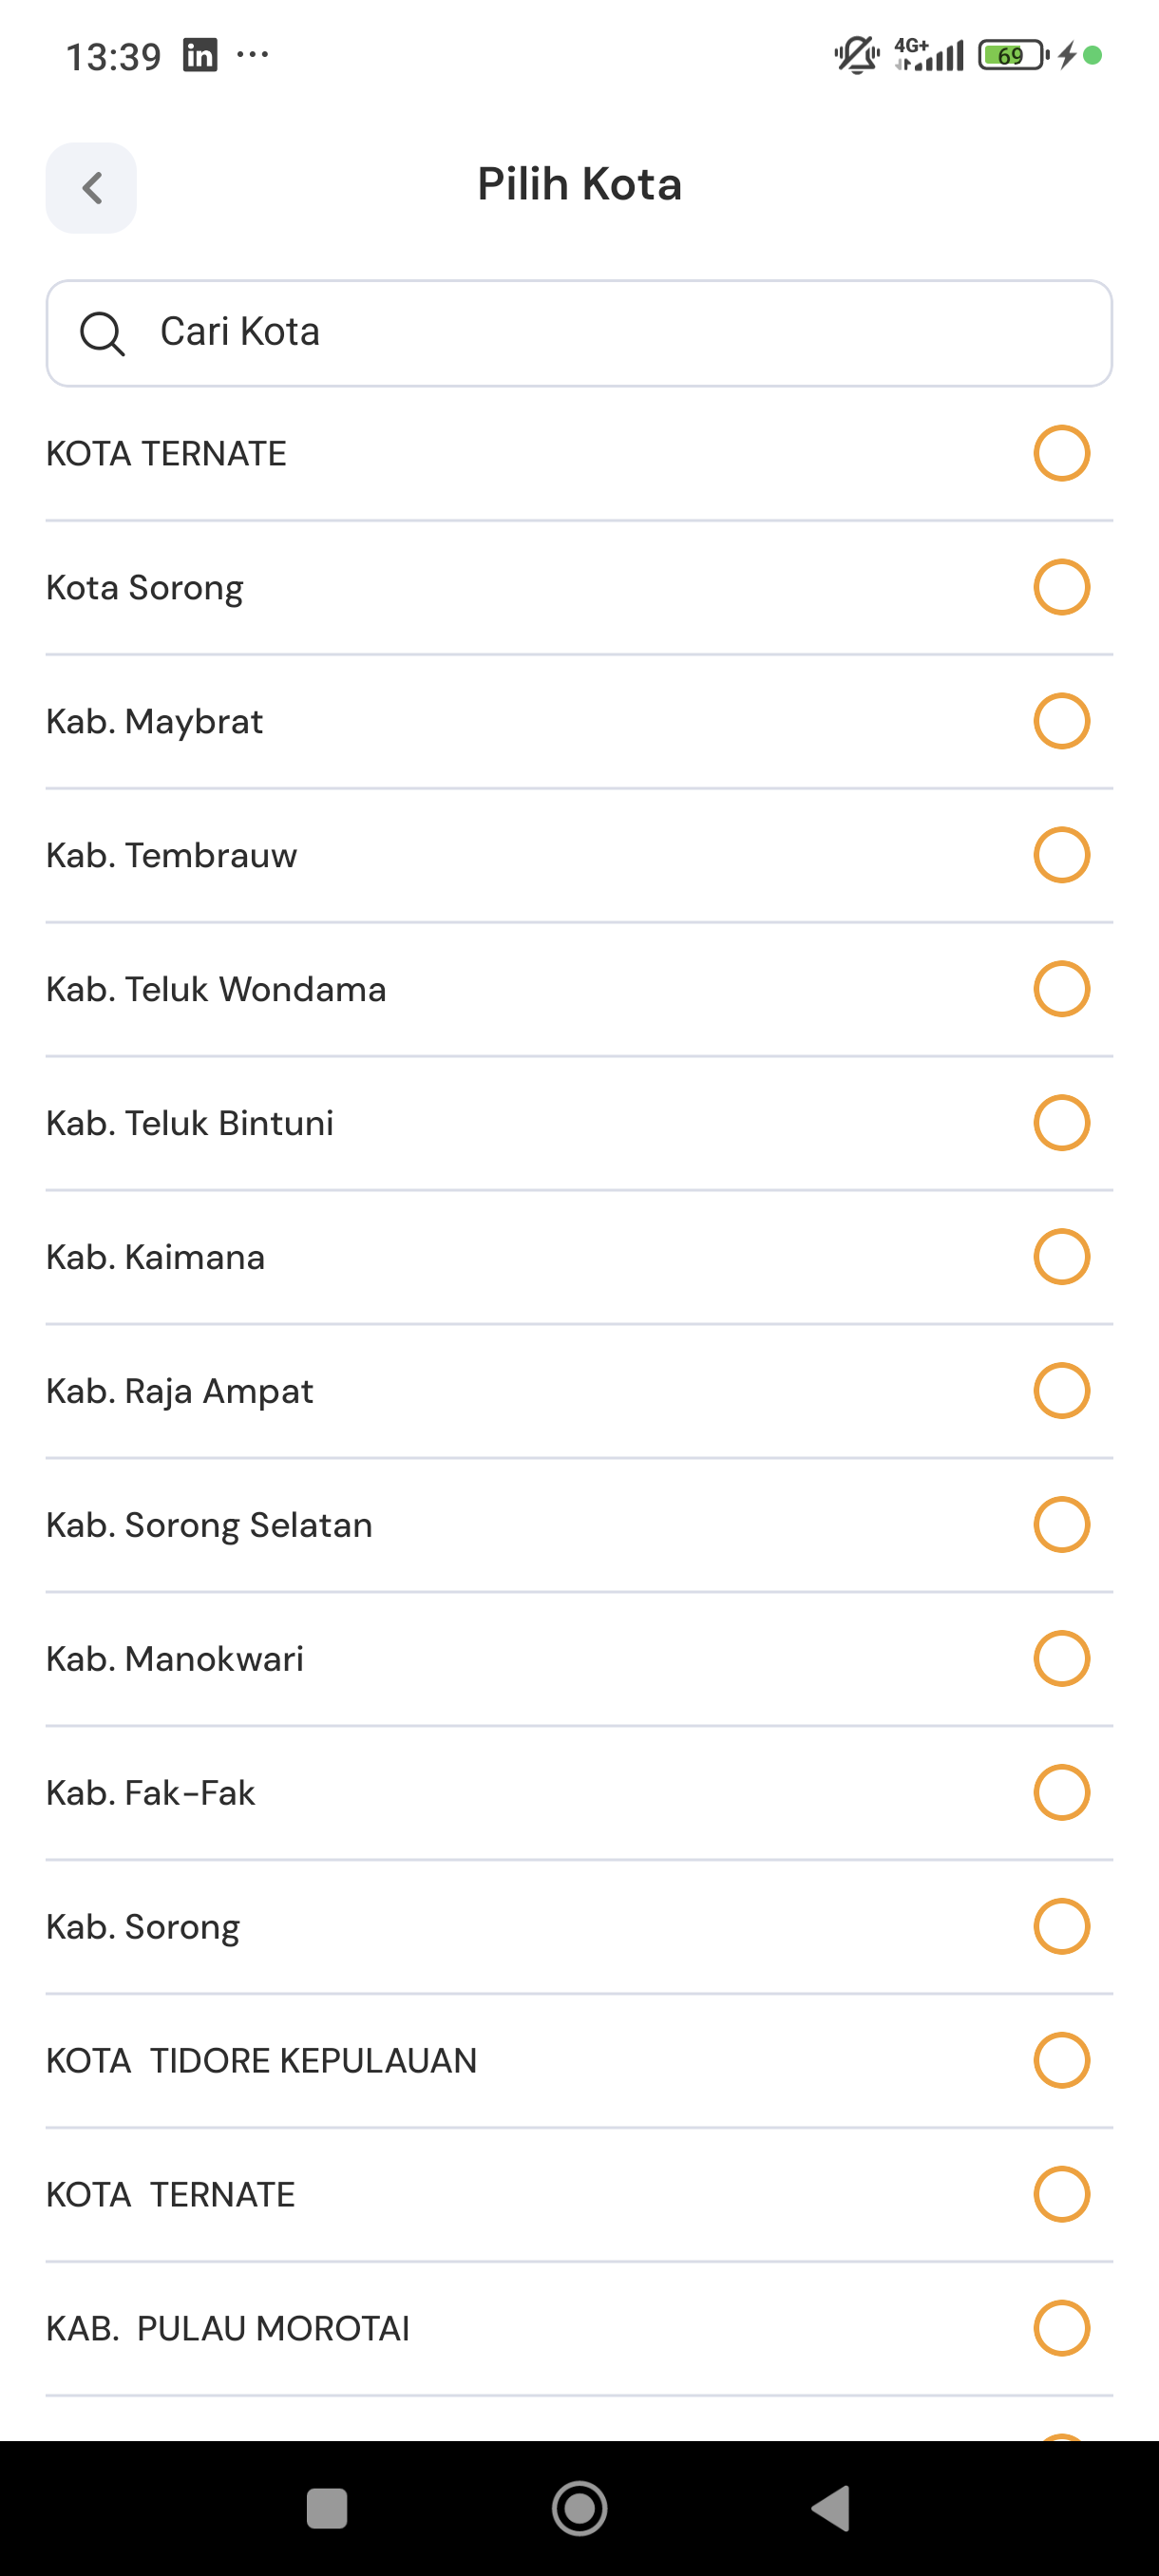 13:39 in ...
4G+ 69
Pilih Kota
Cari Kota
KOTA TERNATE
Kota Sorong
Kab. Maybrat
Kab. Tembrauw
Kab. Teluk Wondama
Kab. Teluk Bintuni
Kab. Kaimana
Kab. Raja Ampat
Kab. Sorong Selatan
Kab. Manokwari
Kab. Fak-Fak
Kab. Sorong
KOTA  TIDORE KEPULAUAN
KOTA  TERNATE
KAB.  PULAU MOROTAI